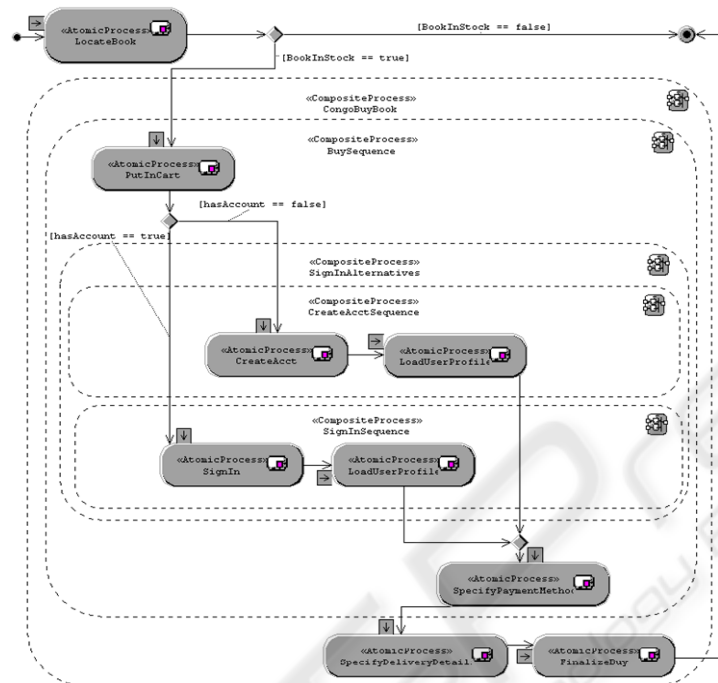 [BookInStock == false]
«AtomicProcess»
LocateBook
[BookInStock == true]
«CompositeProcess»
CongoBuyBook
«CompositeProcess»
BuySequence
«AtomicProcess»
PutInCart
[hasAccount == false]
[hasAccount == true]
«CompositeProcess»
SignInAlternatives
«CompositeProcess»
CreateAcctSequence
«AtomicProcess»
CreateAcct
«AtomicProcess»
LoadUserProfile
«CompositeProcess»
SignInSequence
«AtomicProcess»
SignIn
«AtomicProcess»
LoadUserProfile
«AtomicProcess»
SpecifyPaymentMethod
«AtomicProcess»
SpecifyDeliveryDetail
«AtomicProcess»
FinalizeBuy